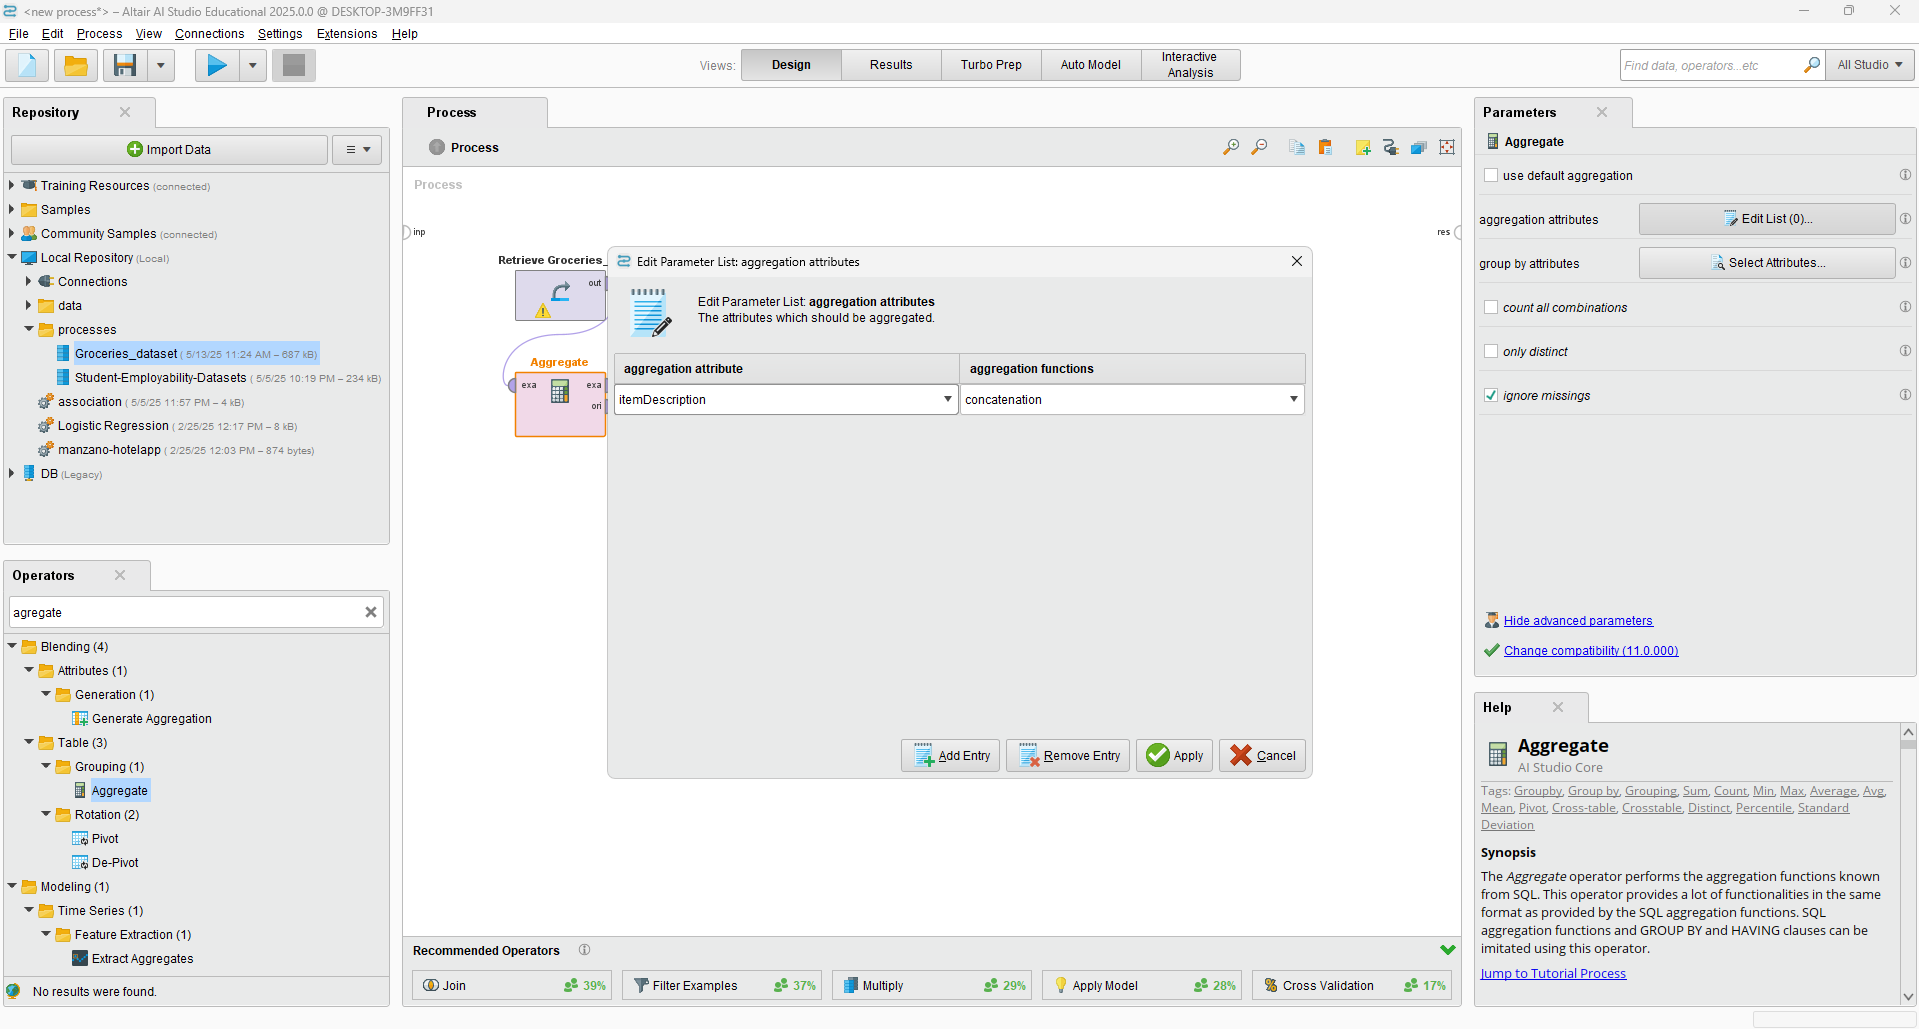 <new process*> – Altair AI Studio Educational 2025.0.0 @ DESKTOP-3M9FF31
File Edit Process View Connections Settings Extensions Help
Views: Design Results Turbo Prep Auto Model Interactive Analysis
Find data, operators...etc All Studio
Repository
Import Data
Training Resources (connected)
Samples
Community Samples (connected)
Local Repository (Local)
Connections
data
processes
Groceries_dataset ( 5/13/25 11:24 AM – 687 kB)
Student-Employability-Datasets ( 5/5/25 10:19 PM – 234 kB)
association ( 5/5/25 11:57 PM – 4 kB)
Logistic Regression ( 2/25/25 12:17 PM – 8 kB)
manzano-hotelapp ( 2/25/25 12:03 PM – 874 bytes)
DB (Legacy)
Operators
agregate
Blending (4)
Attributes (1)
Generation (1)
Generate Aggregation
Table (3)
Grouping (1)
Aggregate
Rotation (2)
Pivot
De-Pivot
Modeling (1)
Time Series (1)
Feature Extraction (1)
Extract Aggregates
No results were found.
Process
Process
Process
inp
res
Retrieve Groceries_
out
Aggregate
exa exa
ori
Edit Parameter List: aggregation attributes
Edit Parameter List: aggregation attributes
The attributes which should be aggregated.
aggregation attribute aggregation functions
itemDescription concatenation
Add Entry Remove Entry Apply Cancel
Recommended Operators
Join 39% Filter Examples 37% Multiply 29% Apply Model 28% Cross Validation 17%
Parameters
Aggregate
use default aggregation
aggregation attributes Edit List (0)...
group by attributes Select Attributes...
count all combinations
only distinct
ignore missings
Hide advanced parameters
Change compatibility (11.0.000)
Help
Aggregate
AI Studio Core
Tags: Groupby, Group by, Grouping, Sum, Count, Min, Max, Average, Avg,
Mean, Pivot, Cross-table, Crosstable, Distinct, Percentile, Standard
Deviation
Synopsis
The Aggregate operator performs the aggregation functions known
from SQL. This operator provides a lot of functionalities in the same
format as provided by the SQL aggregation functions. SQL
aggregation functions and GROUP BY and HAVING clauses can be
imitated using this operator.
Jump to Tutorial Process